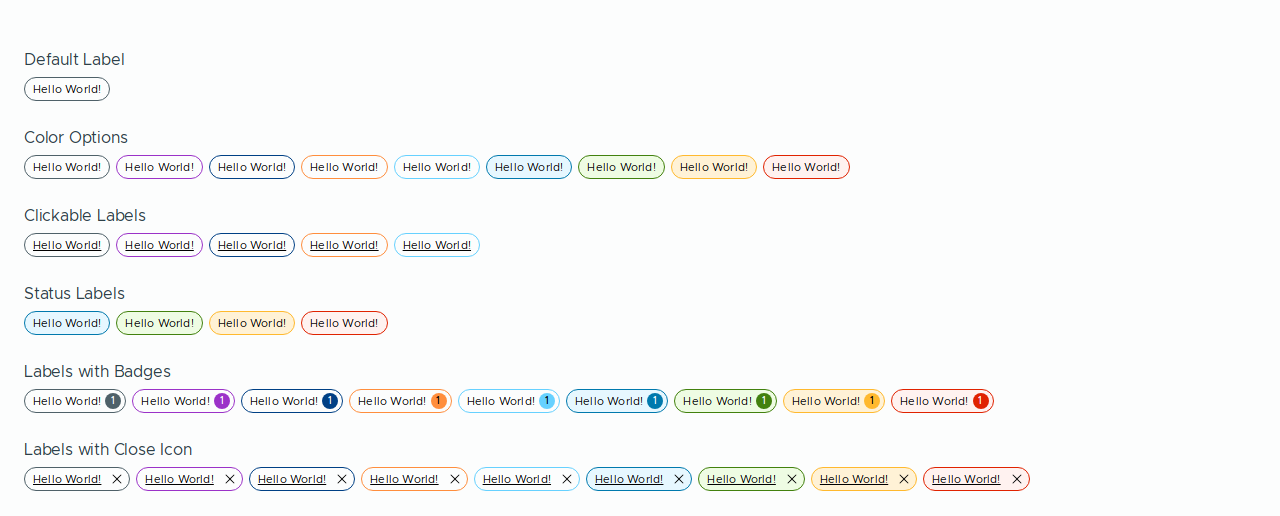 Default Label
Hello World!
Color Options
Hello World! Hello World! Hello World! Hello World! Hello World! Hello World! Hello World! Hello World! Hello World!
Clickable Labels
Hello World! Hello World! Hello World! Hello World! Hello World!
Status Labels
Hello World! Hello World! Hello World! Hello World!
Labels with Badges
Hello World! 1 Hello World! 1 Hello World! 1 Hello World! 1 Hello World! 1 Hello World! 1 Hello World! 1 Hello World! 1 Hello World! 1
Labels with Close Icon
Hello World! Hello World! Hello World! Hello World! Hello World! Hello World! Hello World! Hello World! Hello World!